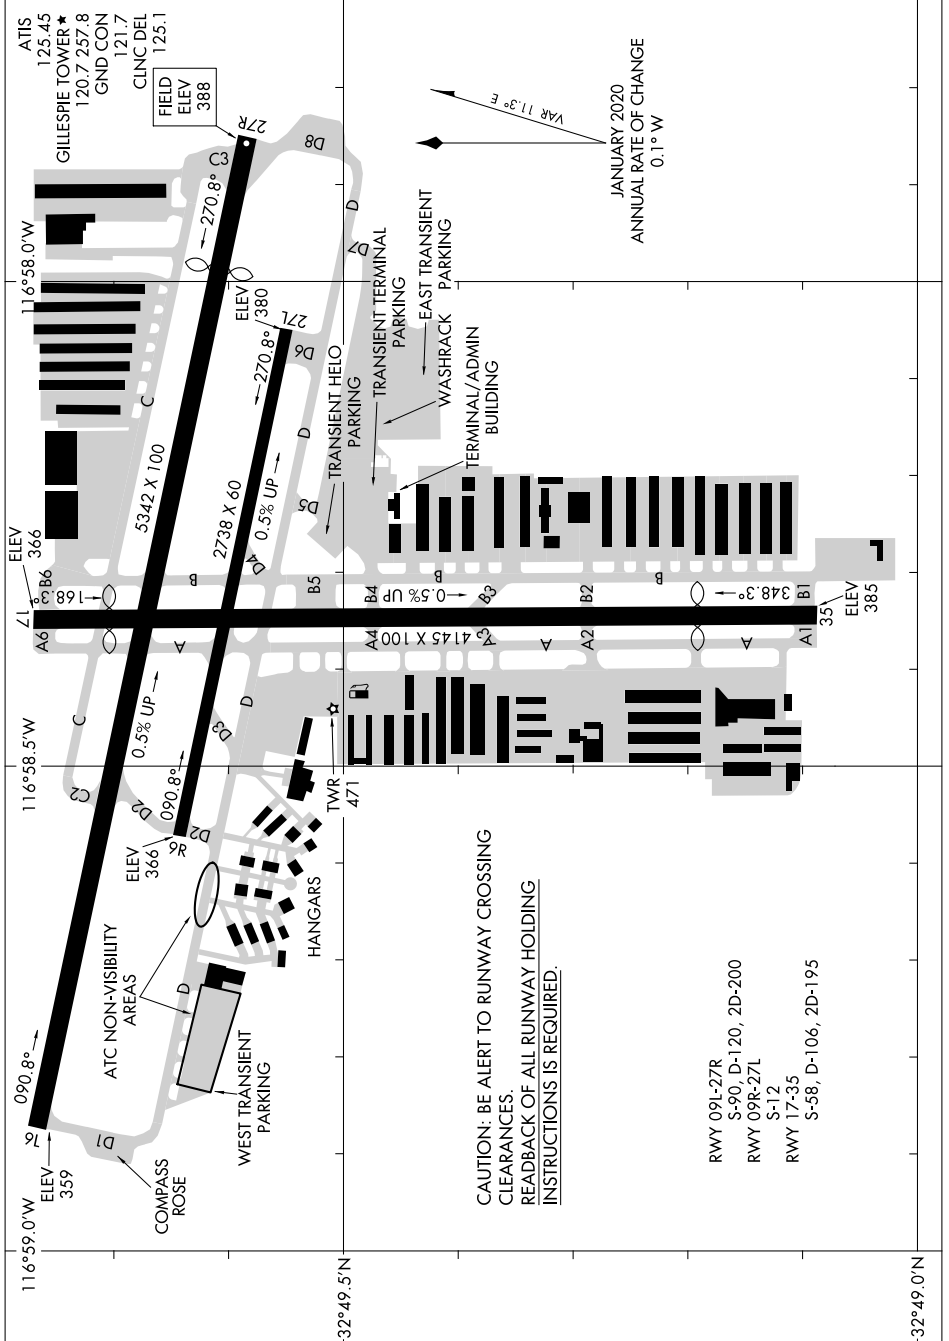 ATIS
125.45
GILLESPIE TOWER★
120.7 257.8
GND CON
121.7
CLNC DEL
125.1
FIELD
ELEV
388
27R
D8
C3
270.8°
D
D7
116°58.0'W
VAR 11.3° E
JANUARY 2020
ANNUAL RATE OF CHANGE
0.1° W
ELEV
380
27L
270.8°
D6
TRANSIENT HELO
PARKING
TRANSIENT TERMINAL
PARKING
WASHRACK
EAST TRANSIENT
PARKING
TERMINAL/ADMIN
BUILDING
C
D
5342 X 100
2738 X 60
0.5% UP
D5
D4
ELEV
366
17
B6
168.3°
B
B5
B4
B
0.5% UP
B3
B2
B
348.3°
B1
35
ELEV
385
A6
A
A4
4145 X 100
A3
A
A2
A
A1
C
0.5% UP
D
D3
116°58.5'W
C2
D2
090.8°
D2
9R
ELEV
366
TWR
471
HANGARS
ATC NON-VISIBILITY
AREAS
D
WEST TRANSIENT
PARKING
090.8°
9L
ELEV
359
D1
COMPASS
ROSE
116°59.0'W
CAUTION: BE ALERT TO RUNWAY CROSSING
CLEARANCES.
READBACK OF ALL RUNWAY HOLDING
INSTRUCTIONS IS REQUIRED.
RWY 09L-27R
S-90, D-120, 2D-200
RWY 09R-27L
S-12
RWY 17-35
S-58, D-106, 2D-195
32°49.5'N
32°49.0'N